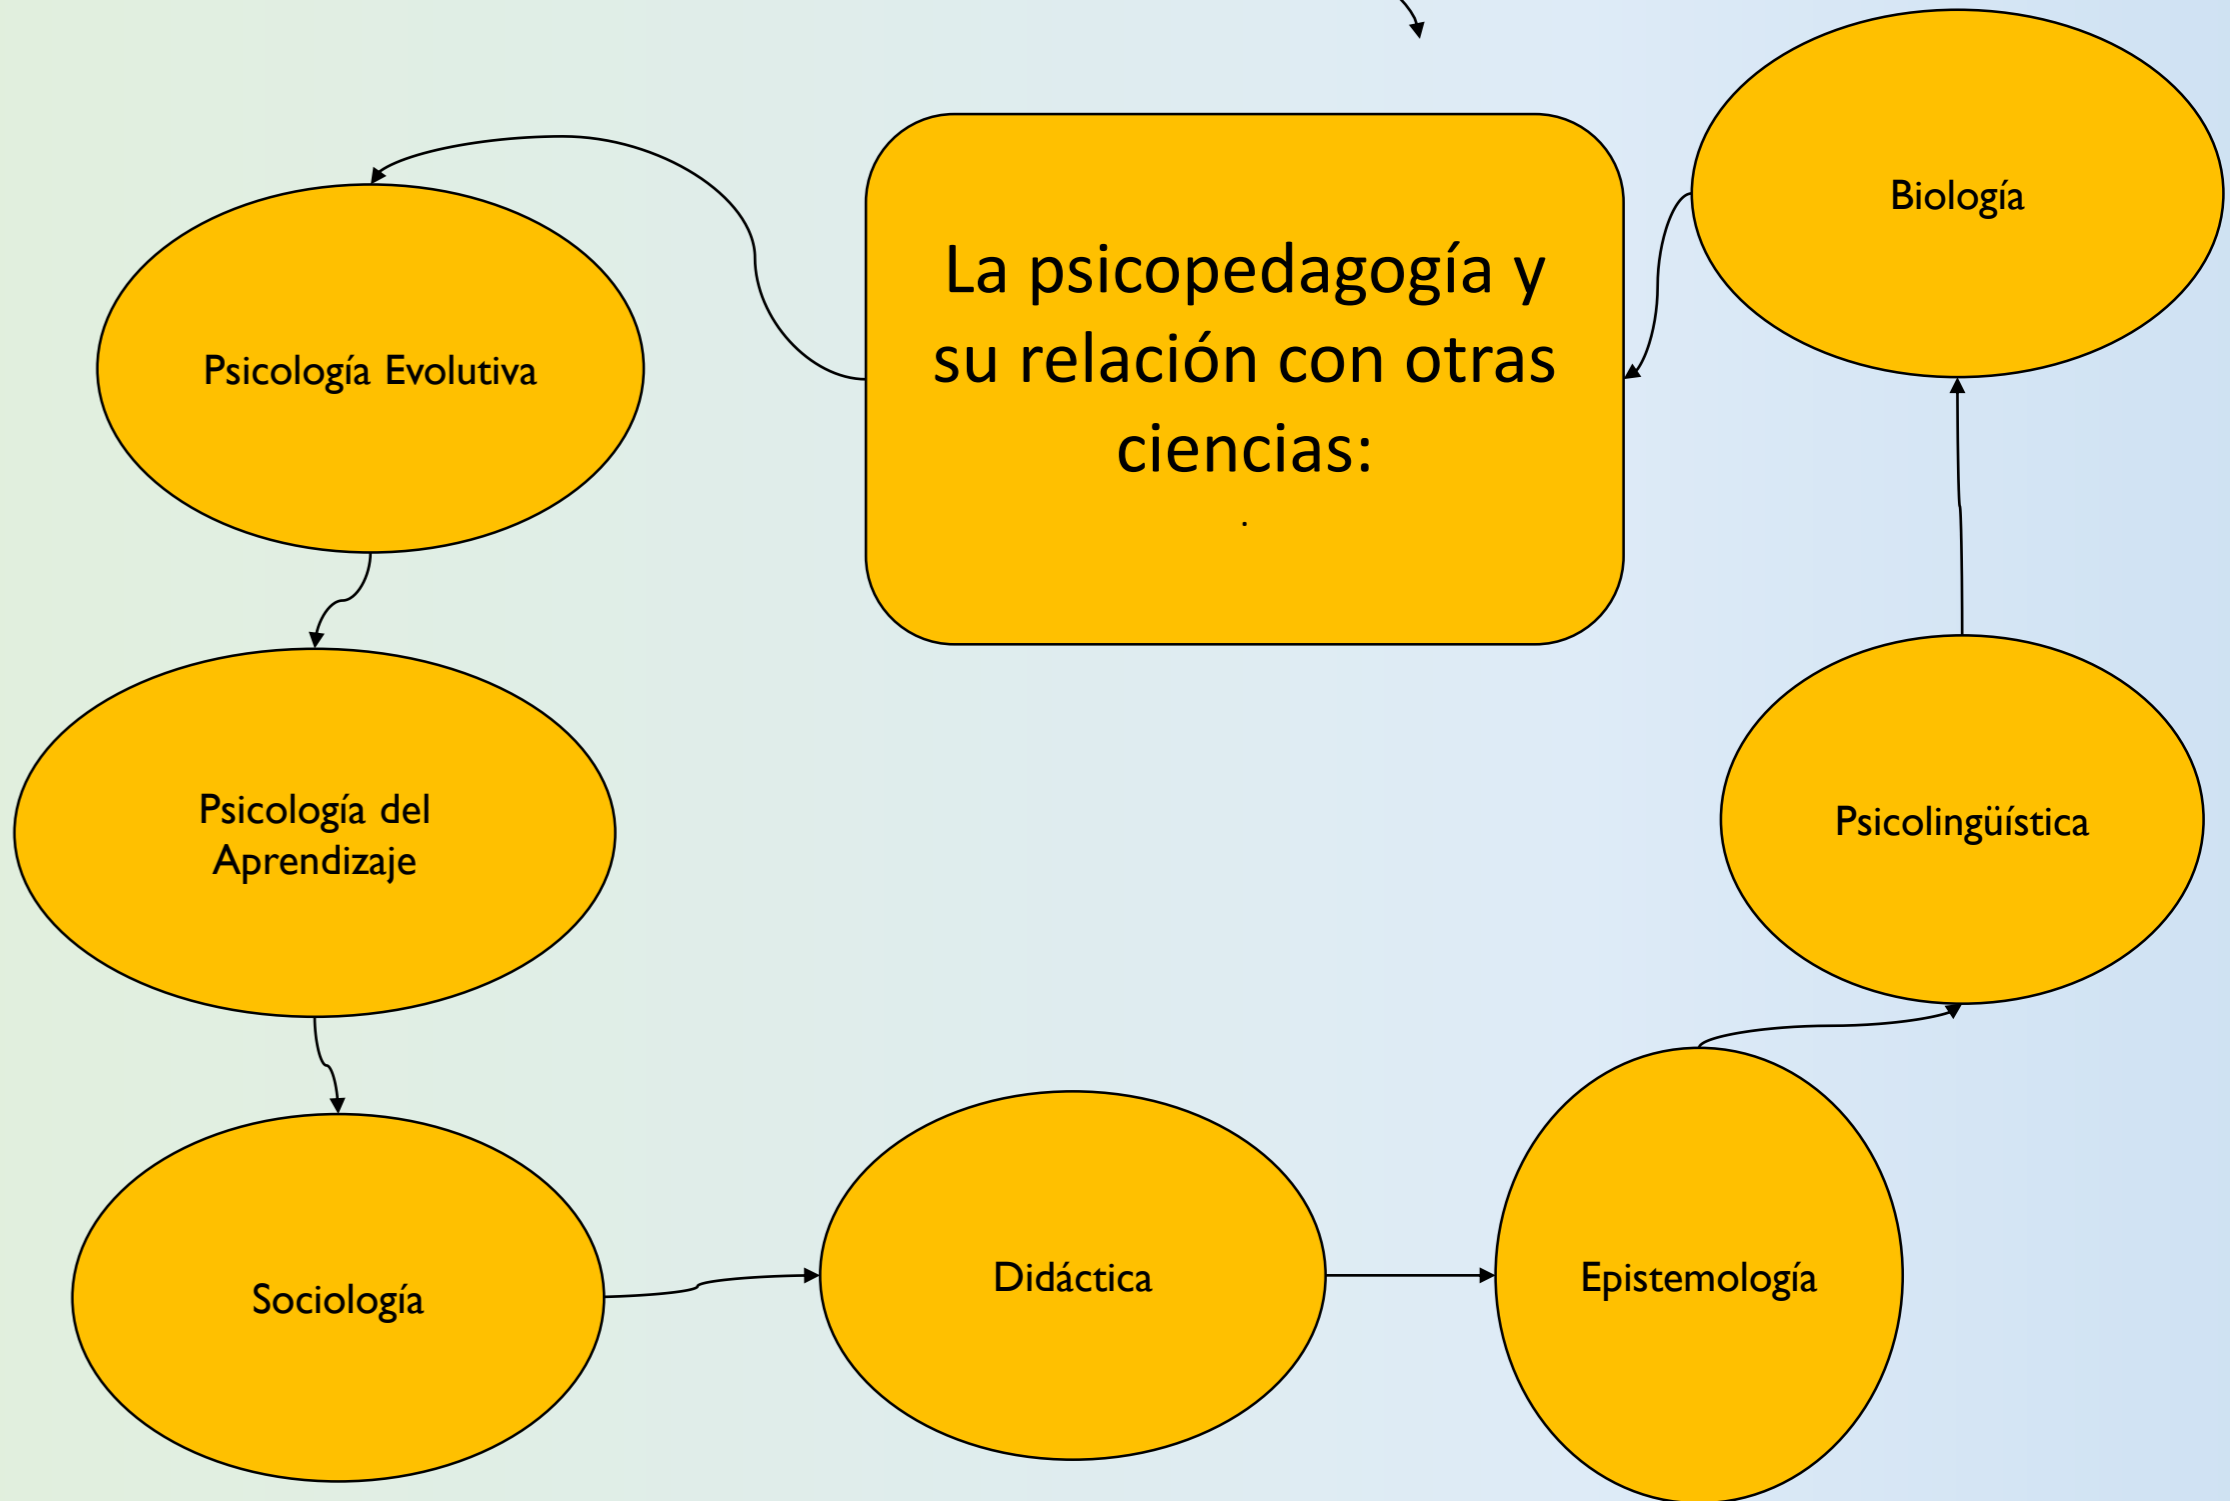 La psicopedagogía y
su relación con otras
ciencias:
.
Psicología Evolutiva
Psicología del
Aprendizaje
Sociología
Didáctica
Epistemología
Psicolingüística
Biología